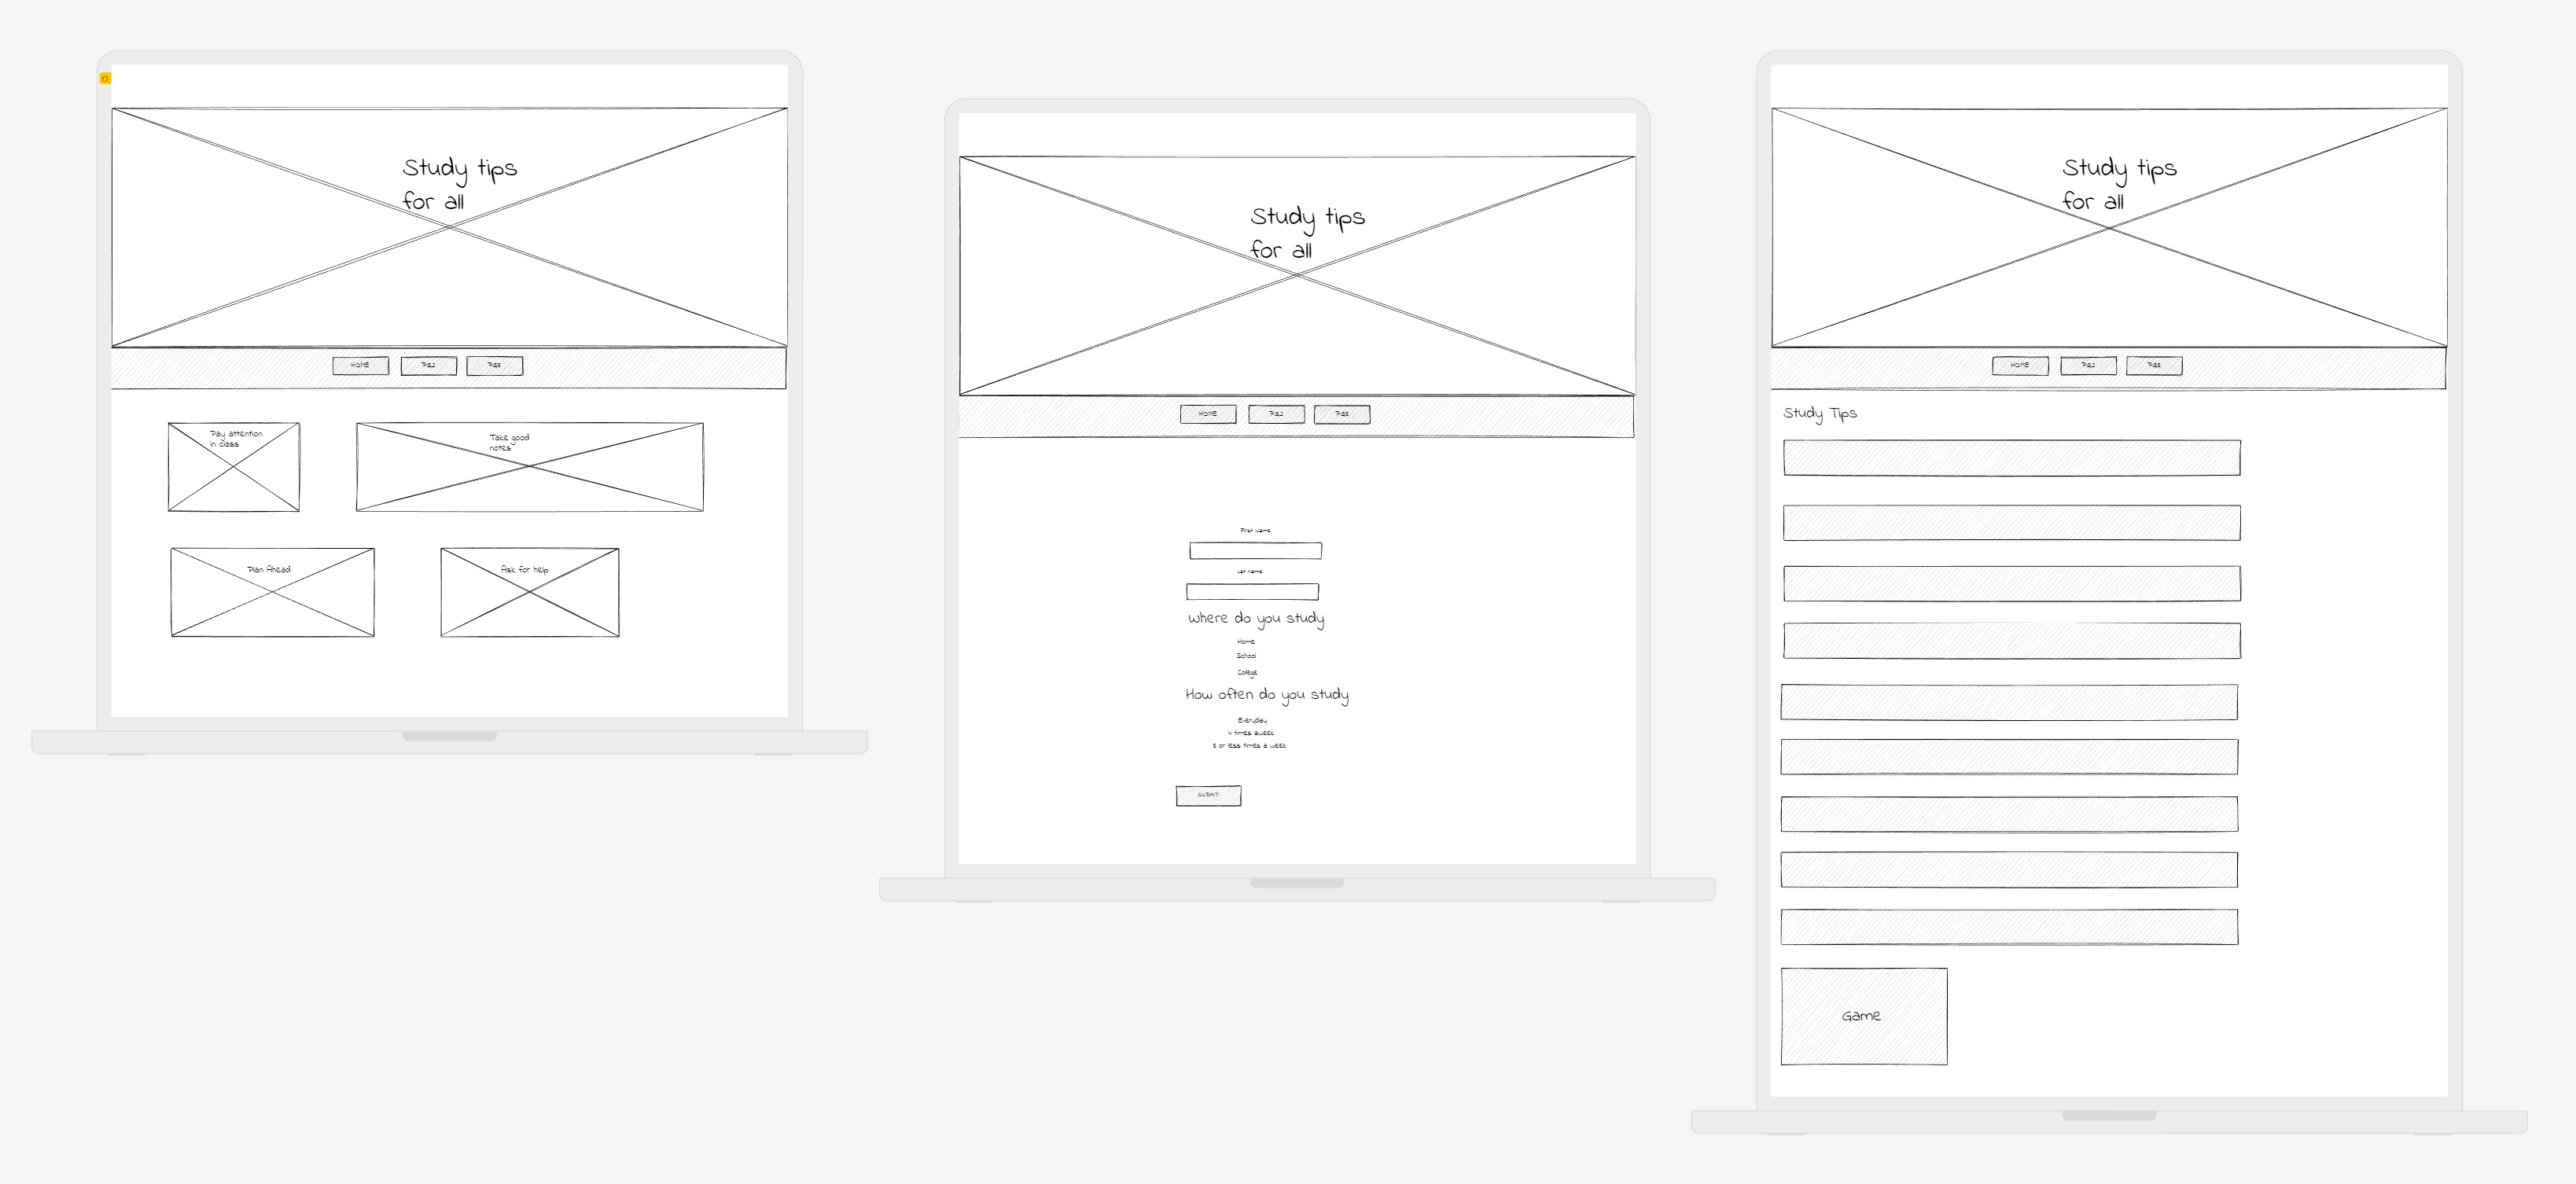 Study tips
for all
HOME Pg2 Pg3
Pay attention
in class
Take good
notes
Plan Ahead
Ask for help
Study tips
for all
HOME Pg2 Pg3
First Name
Last name
Where do you study
Home
School
College
How often do you study
Everyday
4 times aweek
3 or less times a week
SUBMIT
Study tips
for all
HOME Pg2 Pg3
Study Tips
Game